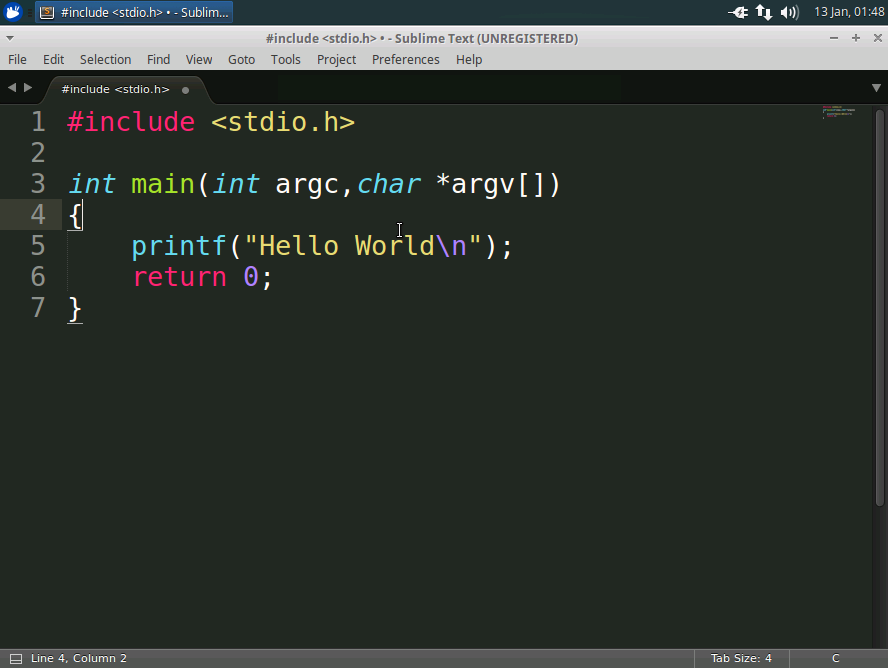 #include <stdio.h> • - Sublim...
13 Jan, 01:48
#include <stdio.h> • - Sublime Text (UNREGISTERED)
File Edit Selection Find View Goto Tools Project Preferences Help
#include <stdio.h>
1 #include <stdio.h>
2
3 int main(int argc,char *argv[])
4 {
5     printf("Hello World\n");
6     return 0;
7 }
Line 4, Column 2
Tab Size: 4
C